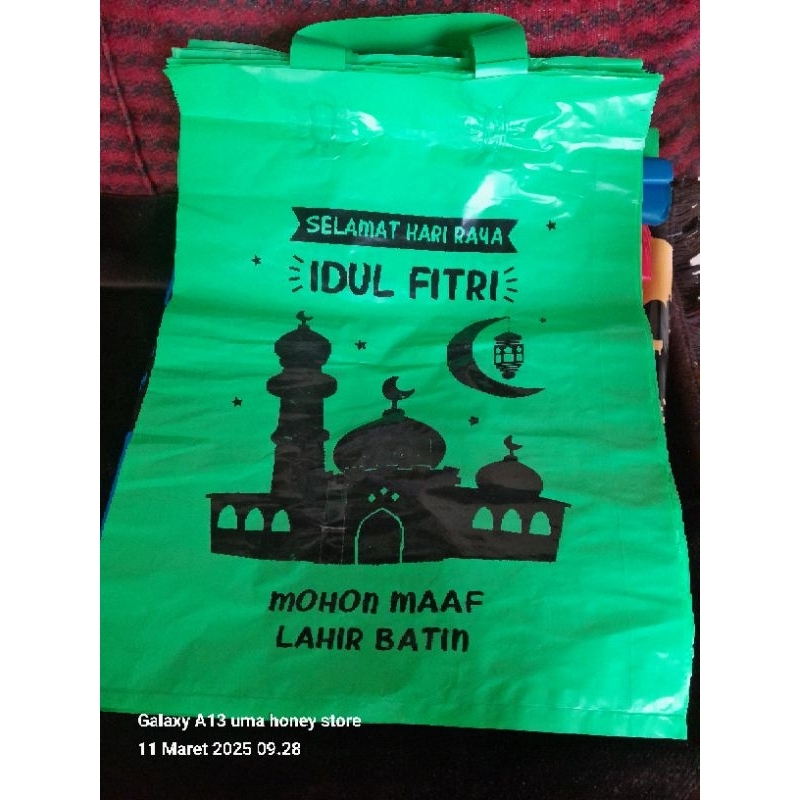 SELAMAT HARI RAYA
IDUL FITRI
MOHON MAAF
LAHIR BATIN
Galaxy A13 uma honey store
11 Maret 2025 09.28